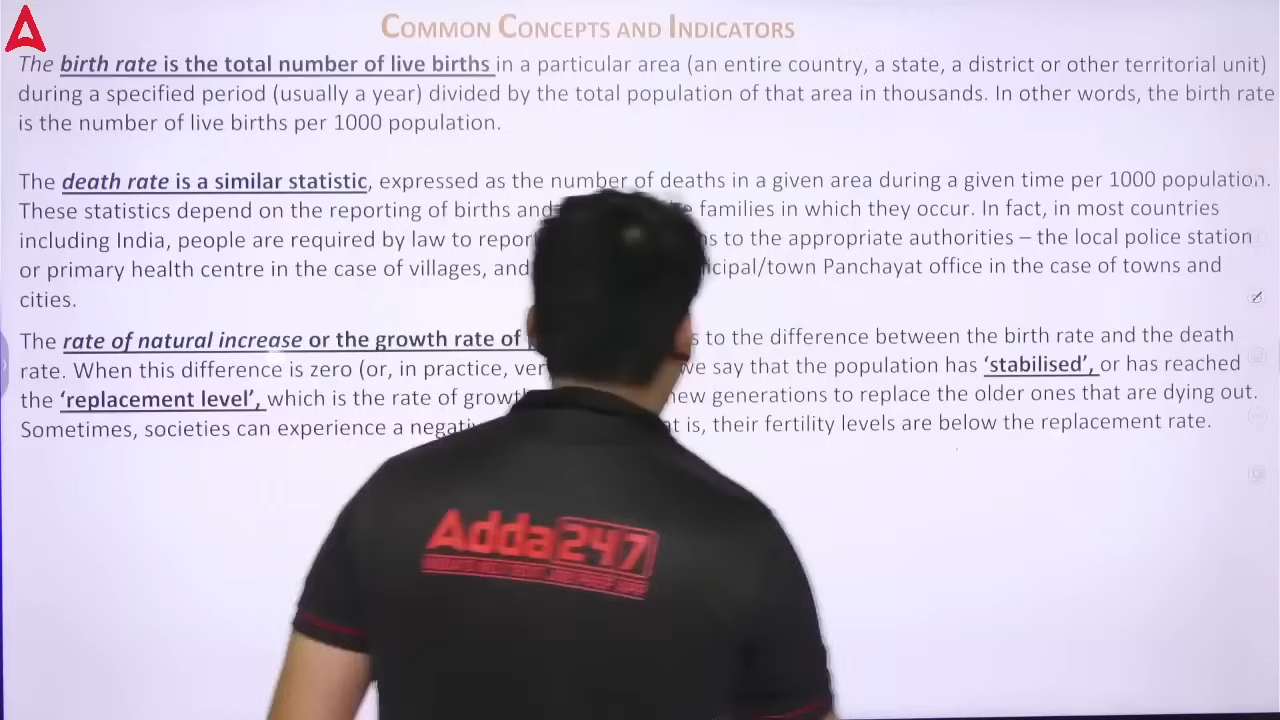 COMMON CONCEPTS AND INDICATORS
The birth rate is the total number of live births in a particular area (an entire country, a state, a district or other territorial unit)
during a specified period (usually a year) divided by the total population of that area in thousands. In other words, the birth rate
is the number of live births per 1000 population.
The death rate is a similar statistic, expressed as the number of deaths in a given area during a given time per 1000 population.
These statistics depend on the reporting of births and families in which they occur. In fact, in most countries
including India, people are required by law to to the appropriate authorities – the local police station
or primary health centre in the case of villages, and Panchayat office in the case of towns and
cities.
The rate of natural increase or the growth rate of to the difference between the birth rate and the death
rate. When this difference is zero (or, in practice, we say that the population has ‘stabilised’, or has reached
the ‘replacement level’, which is the rate of new generations to replace the older ones that are dying out.
Sometimes, societies can experience a is, their fertility levels are below the replacement rate.
Adda247